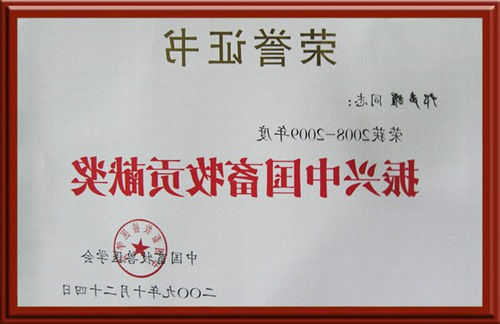 荣誉证书
同志：
荣获2008-2009年度
振兴中国畜牧贡献奖
中国畜牧兽医学会
二〇〇九年十月二十四日